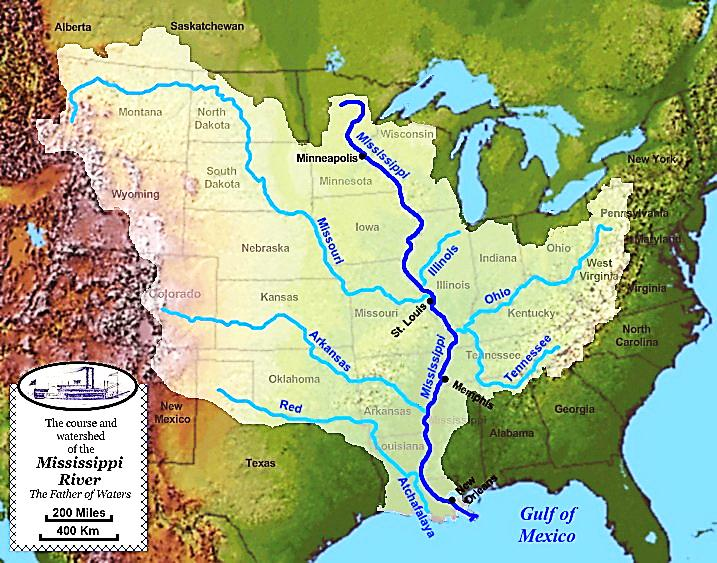 Alberta
Saskatchewan
Montana
North
Dakota
Wisconsin
Mississippi
Minneapolis
New York
South
Dakota
Minnesota
Wyoming
Pennsylvania
Iowa
Missouri
Maryland
Nebraska
Illinois
Indiana
Ohio
West
Virginia
Illinois
Virginia
Colorado
Kansas
Ohio
Missouri
St. Louis
Kentucky
North
Carolina
Arkansas
Mississippi
Tennessee
Tennessee
Oklahoma
Memphis
Red
Arkansas
Mississippi
Georgia
New
Mexico
Alabama
Louisiana
Texas
Atchafalaya
New
Orleans
Gulf of
Mexico
The course and
watershed
of the
Mississippi
River
The Father of Waters
200 Miles
400 Km